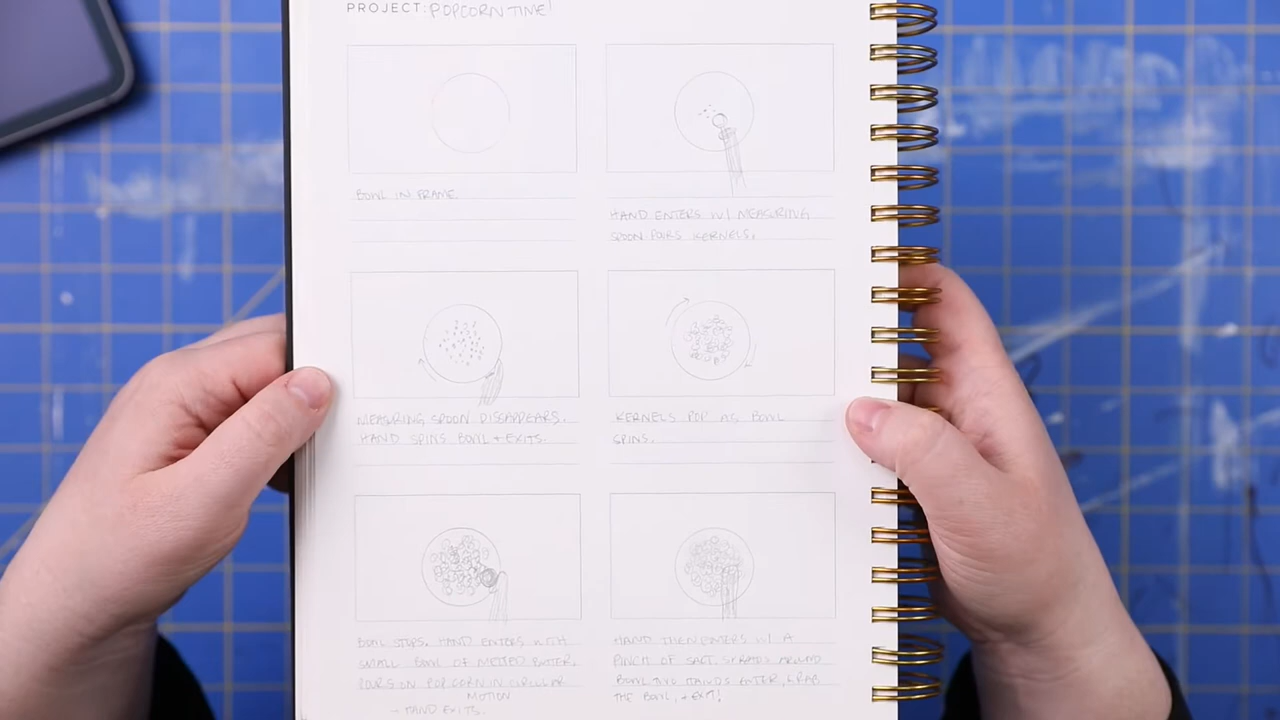 PROJECT: POPCORN TIME!
BOWL IN FRAME.
HAND ENTERS W/ MEASURING
SPOON POURS KERNELS.
MEASURING SPOON DISAPPEARS.
HAND SPINS BOWL + EXITS.
KERNELS POP AS BOWL
SPINS.
BOWL STOPS. HAND ENTERS WITH
SMALL BOWL OF MELTED BUTTER.
POURS ON POPCORN IN CIRCULAR
MOTION
→ HAND EXITS.
HAND THEN ENTERS W/ A
PINCH OF SALT, SPREADS AROUND
BOWL TWO HANDS ENTER, GRAB
THE BOWL, + EXIT!